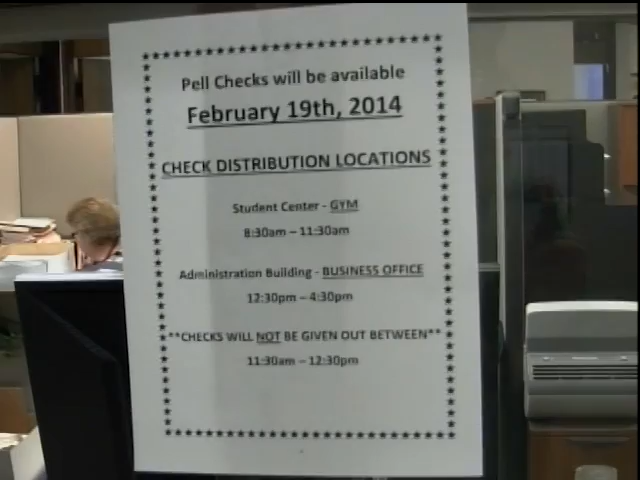 Pell Checks will be available
February 19th, 2014
CHECK DISTRIBUTION LOCATIONS
Student Center - GYM
8:30am – 11:30am
Administration Building - BUSINESS OFFICE
12:30pm – 4:30pm
**CHECKS WILL NOT BE GIVEN OUT BETWEEN**
11:30am – 12:30pm